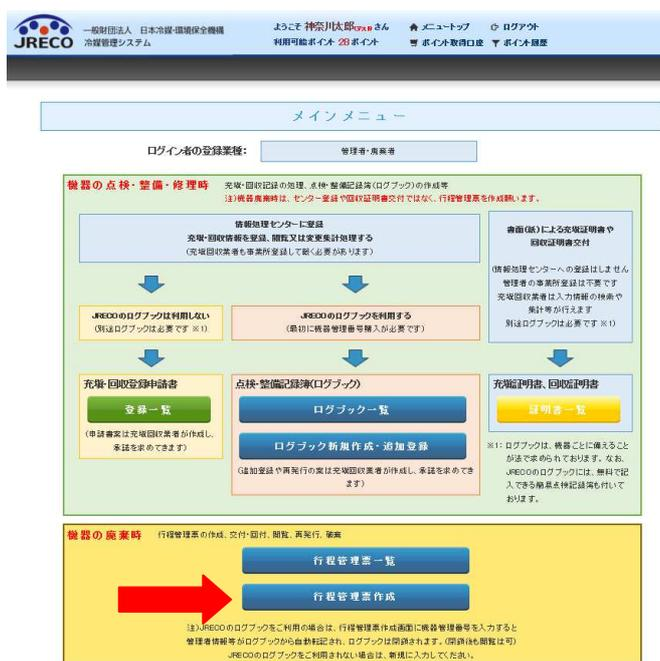 JRECO
一般財団法人 日本冷媒・環境保全機構
冷媒管理システム
ようこそ 神奈川太郎 さん
利用可能ポイント 28 ポイント
メニュートップ
ログアウト
ポイント取得口座
ポイント履歴
メインメニュー
ログイン者の登録業種:
管理者・廃棄者
機器の点検・整備・修理時
充塡・回収記録の処理、点検・整備記録簿(ログブック)の作成等
注)機器廃棄時は、センター登録や回収証明書交付ではなく、行程管理票を作成願います。
情報処理センターに登録
充塡・回収情報を登録、閲覧又は変更集計処理する
(充塡回収業者も事業所登録して頂く必要があります)
書面(紙)による充塡証明書や
回収証明書交付
(情報処理センターへの登録はしません
管理者の事業所登録は不要です
充塡回収業者は入力情報の検索や
集計等が行えます
別途ログブックは必要です ※1)
JRECOのログブックは利用しない
(別途ログブックは必要です ※1)
JRECOのログブックを利用する
(最初に機器管理番号購入が必要です)
充塡・回収登録申請書
登録一覧
(申請書案は充塡回収業者が作成し、
承諾を求めてきます)
点検・整備記録簿(ログブック)
ログブック一覧
ログブック新規作成・追加登録
(追加登録や再発行の案は充塡回収業者が作成し、承諾を求めてき
ます)
充塡証明書、回収証明書
証明書一覧
※1: ログブックは、機器ごとに備えること
が法で求められております。なお、
JRECOのログブックには、無料で記
入できる簡易点検記録簿も付いて
おります。
機器の廃棄時
行程管理票の作成、交付・回付、閲覧、再発行、破棄
行程管理票一覧
行程管理票作成
注)JRECOのログブックをご利用の場合は、行程管理票作成画面に機器管理番号を入力すると
管理者情報等がログブックから自動転記され、ログブックは閉鎖されます。(閉鎖後も閲覧は可)
JRECOのログブックをご利用されない場合は、新規に入力してください。